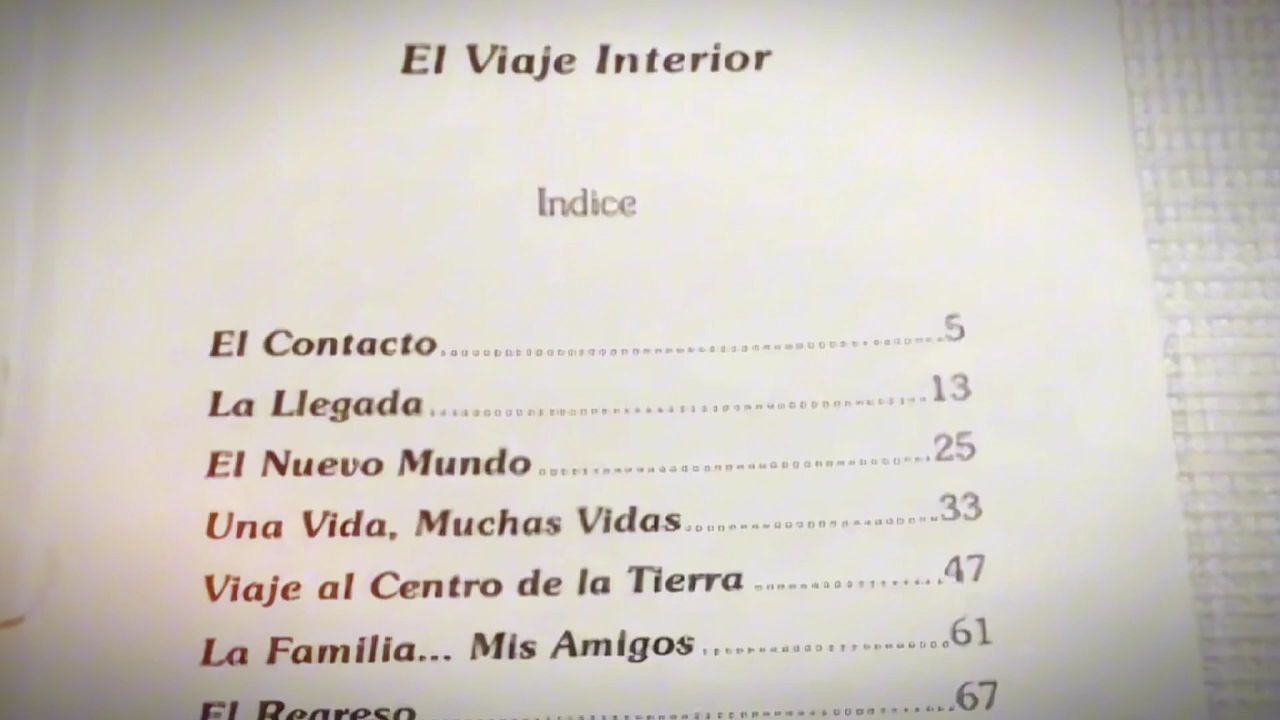 El Viaje Interior
Indice
El Contacto 5
La Llegada 13
El Nuevo Mundo 25
Una Vida, Muchas Vidas 33
Viaje al Centro de la Tierra 47
La Familia... Mis Amigos 61
El Regreso 67